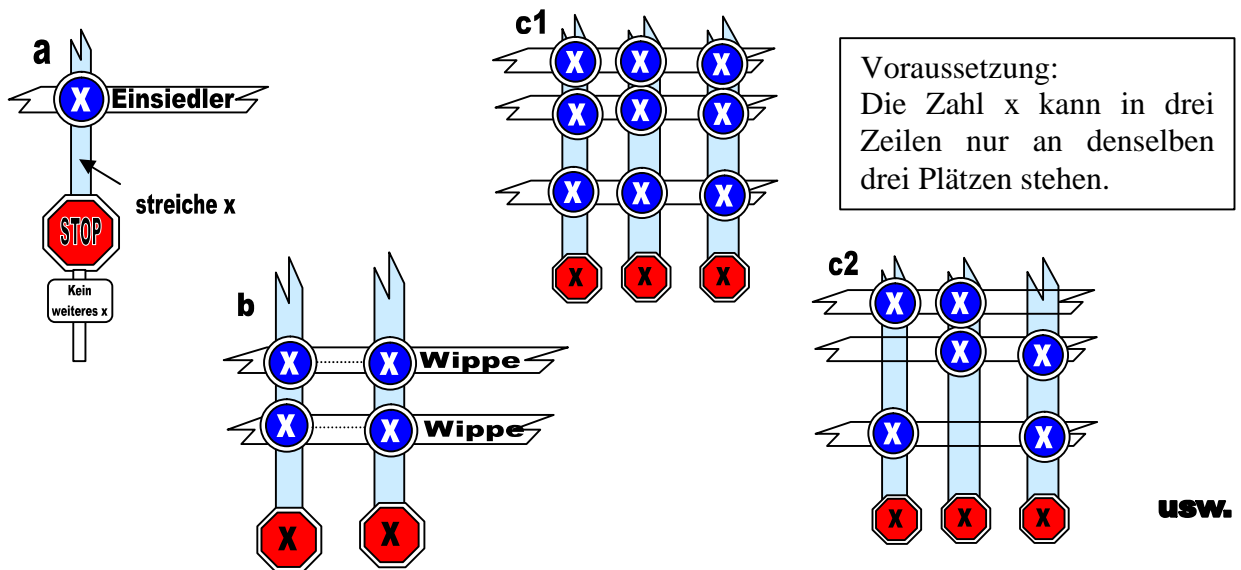 a
X Einsiedler
streiche x
STOP
Kein
weiteres x
b
X X Wippe
X X Wippe
X X
c1
X X X
X X X
X X X
X X X
Voraussetzung:
Die Zahl x kann in drei
Zeilen nur an denselben
drei Plätzen stehen.
c2
X X
X X
X X
X X X
usw.